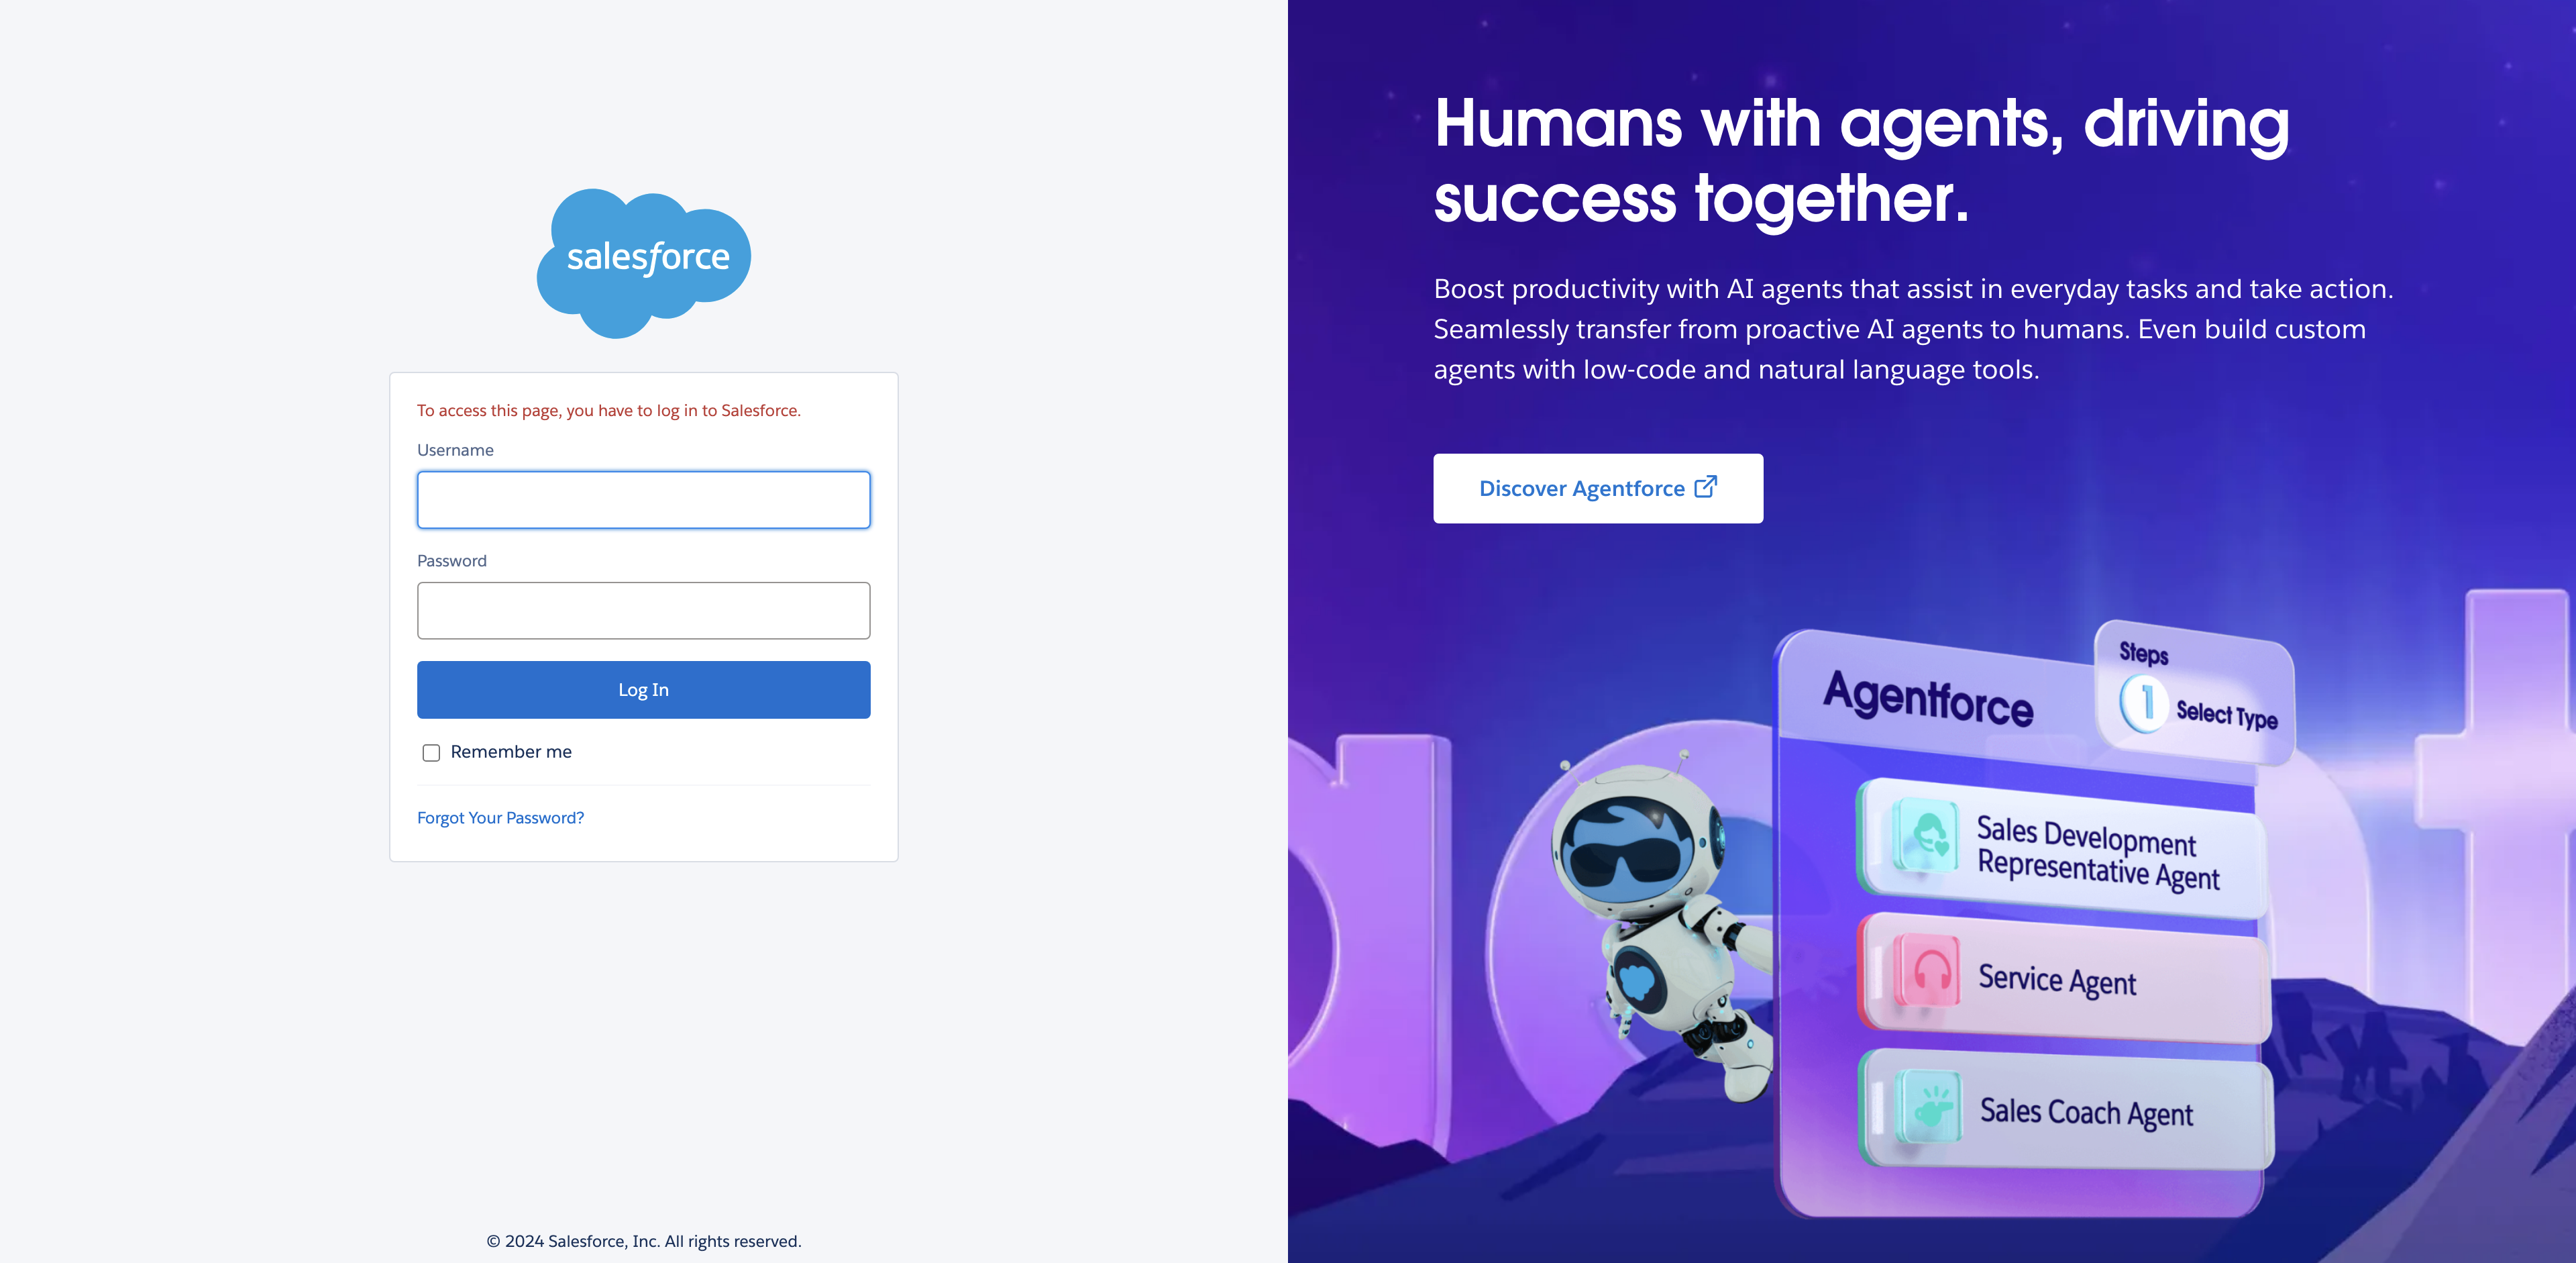 salesforce
To access this page, you have to log in to Salesforce.
Username
Password
Log In
Remember me
Forgot Your Password?
© 2024 Salesforce, Inc. All rights reserved.
Humans with agents, driving
success together.
Boost productivity with AI agents that assist in everyday tasks and take action.
Seamlessly transfer from proactive AI agents to humans. Even build custom
agents with low-code and natural language tools.
Discover Agentforce
Agentforce
Steps
1 Select Type
Sales Development
Representative Agent
Service Agent
Sales Coach Agent